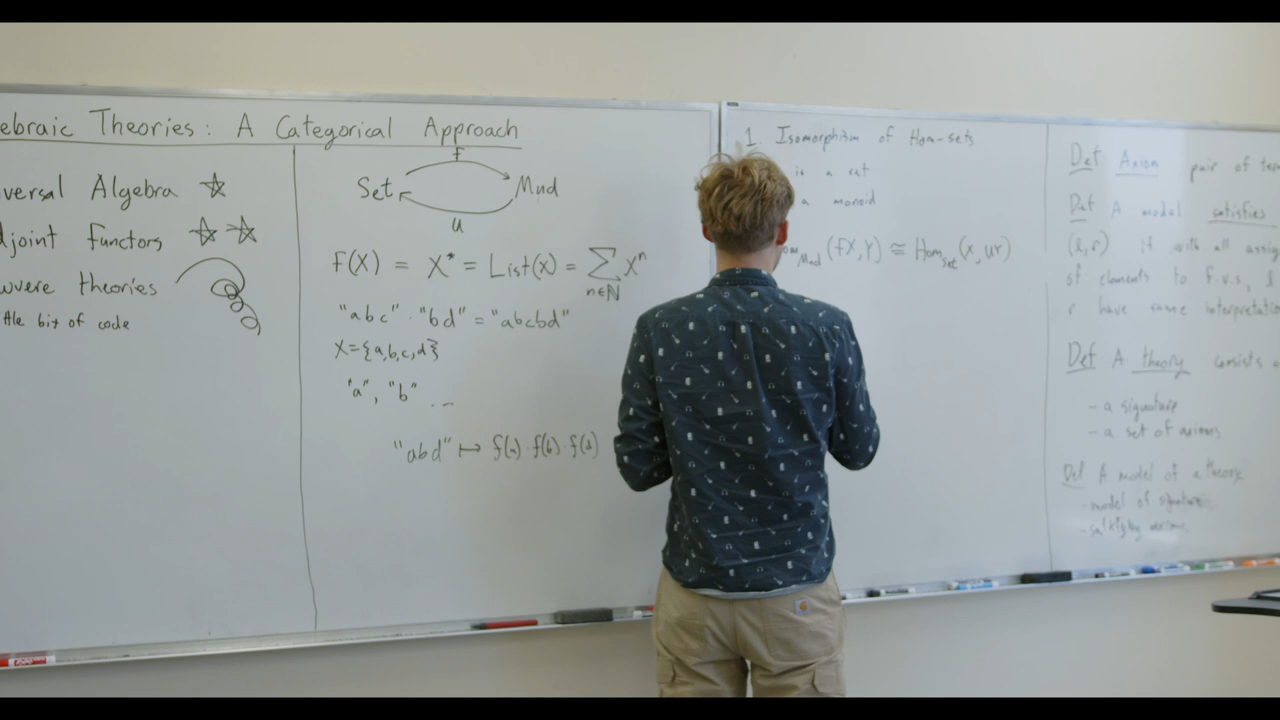 ebraic Theories: A Categorical Approach
versal Algebra ☆
djoint Functors ☆☆
wvere theories
ttle bit of code
F
Set Mnd
U
F(X) = X* = List(X) = ∑ Xⁿ
n∈ℕ
"abc" · "bd" = "abcbd"
X={a,b,c,d}
"a", "b" ...
"abd" ↦ f(a)·f(b)·f(d)
1. Isomorphism of Hom-sets
is a set
a monoid
om_Mnd(FX,Y) ≅ Hom_Set(X,UY)
Def Axiom pair of ter
Def A model satisfies
(l,r) if with all assig
of elements to f.v.s, l
r have same interpretatio
Def A theory consists o
- a signature
- a set of axioms
Def A model of a theory
- model of signature
- satisfying axioms